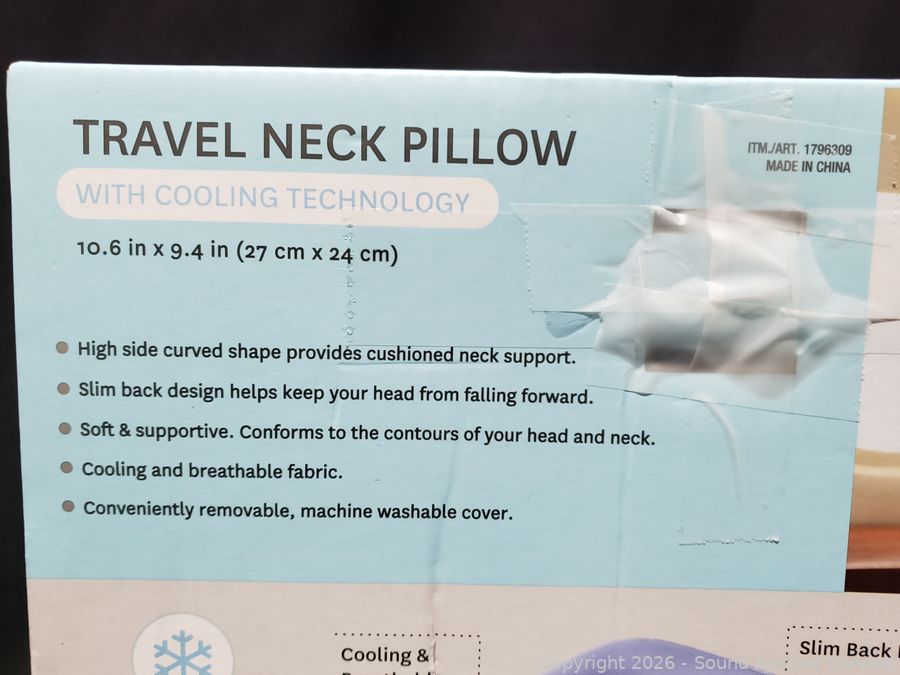 TRAVEL NECK PILLOW
WITH COOLING TECHNOLOGY
10.6 in x 9.4 in (27 cm x 24 cm)
ITM./ART. 1796309
MADE IN CHINA
High side curved shape provides cushioned neck support.
Slim back design helps keep your head from falling forward.
Soft & supportive. Conforms to the contours of your head and neck.
Cooling and breathable fabric.
Conveniently removable, machine washable cover.
Cooling &
Slim Back
Copyright 2026 - Sound